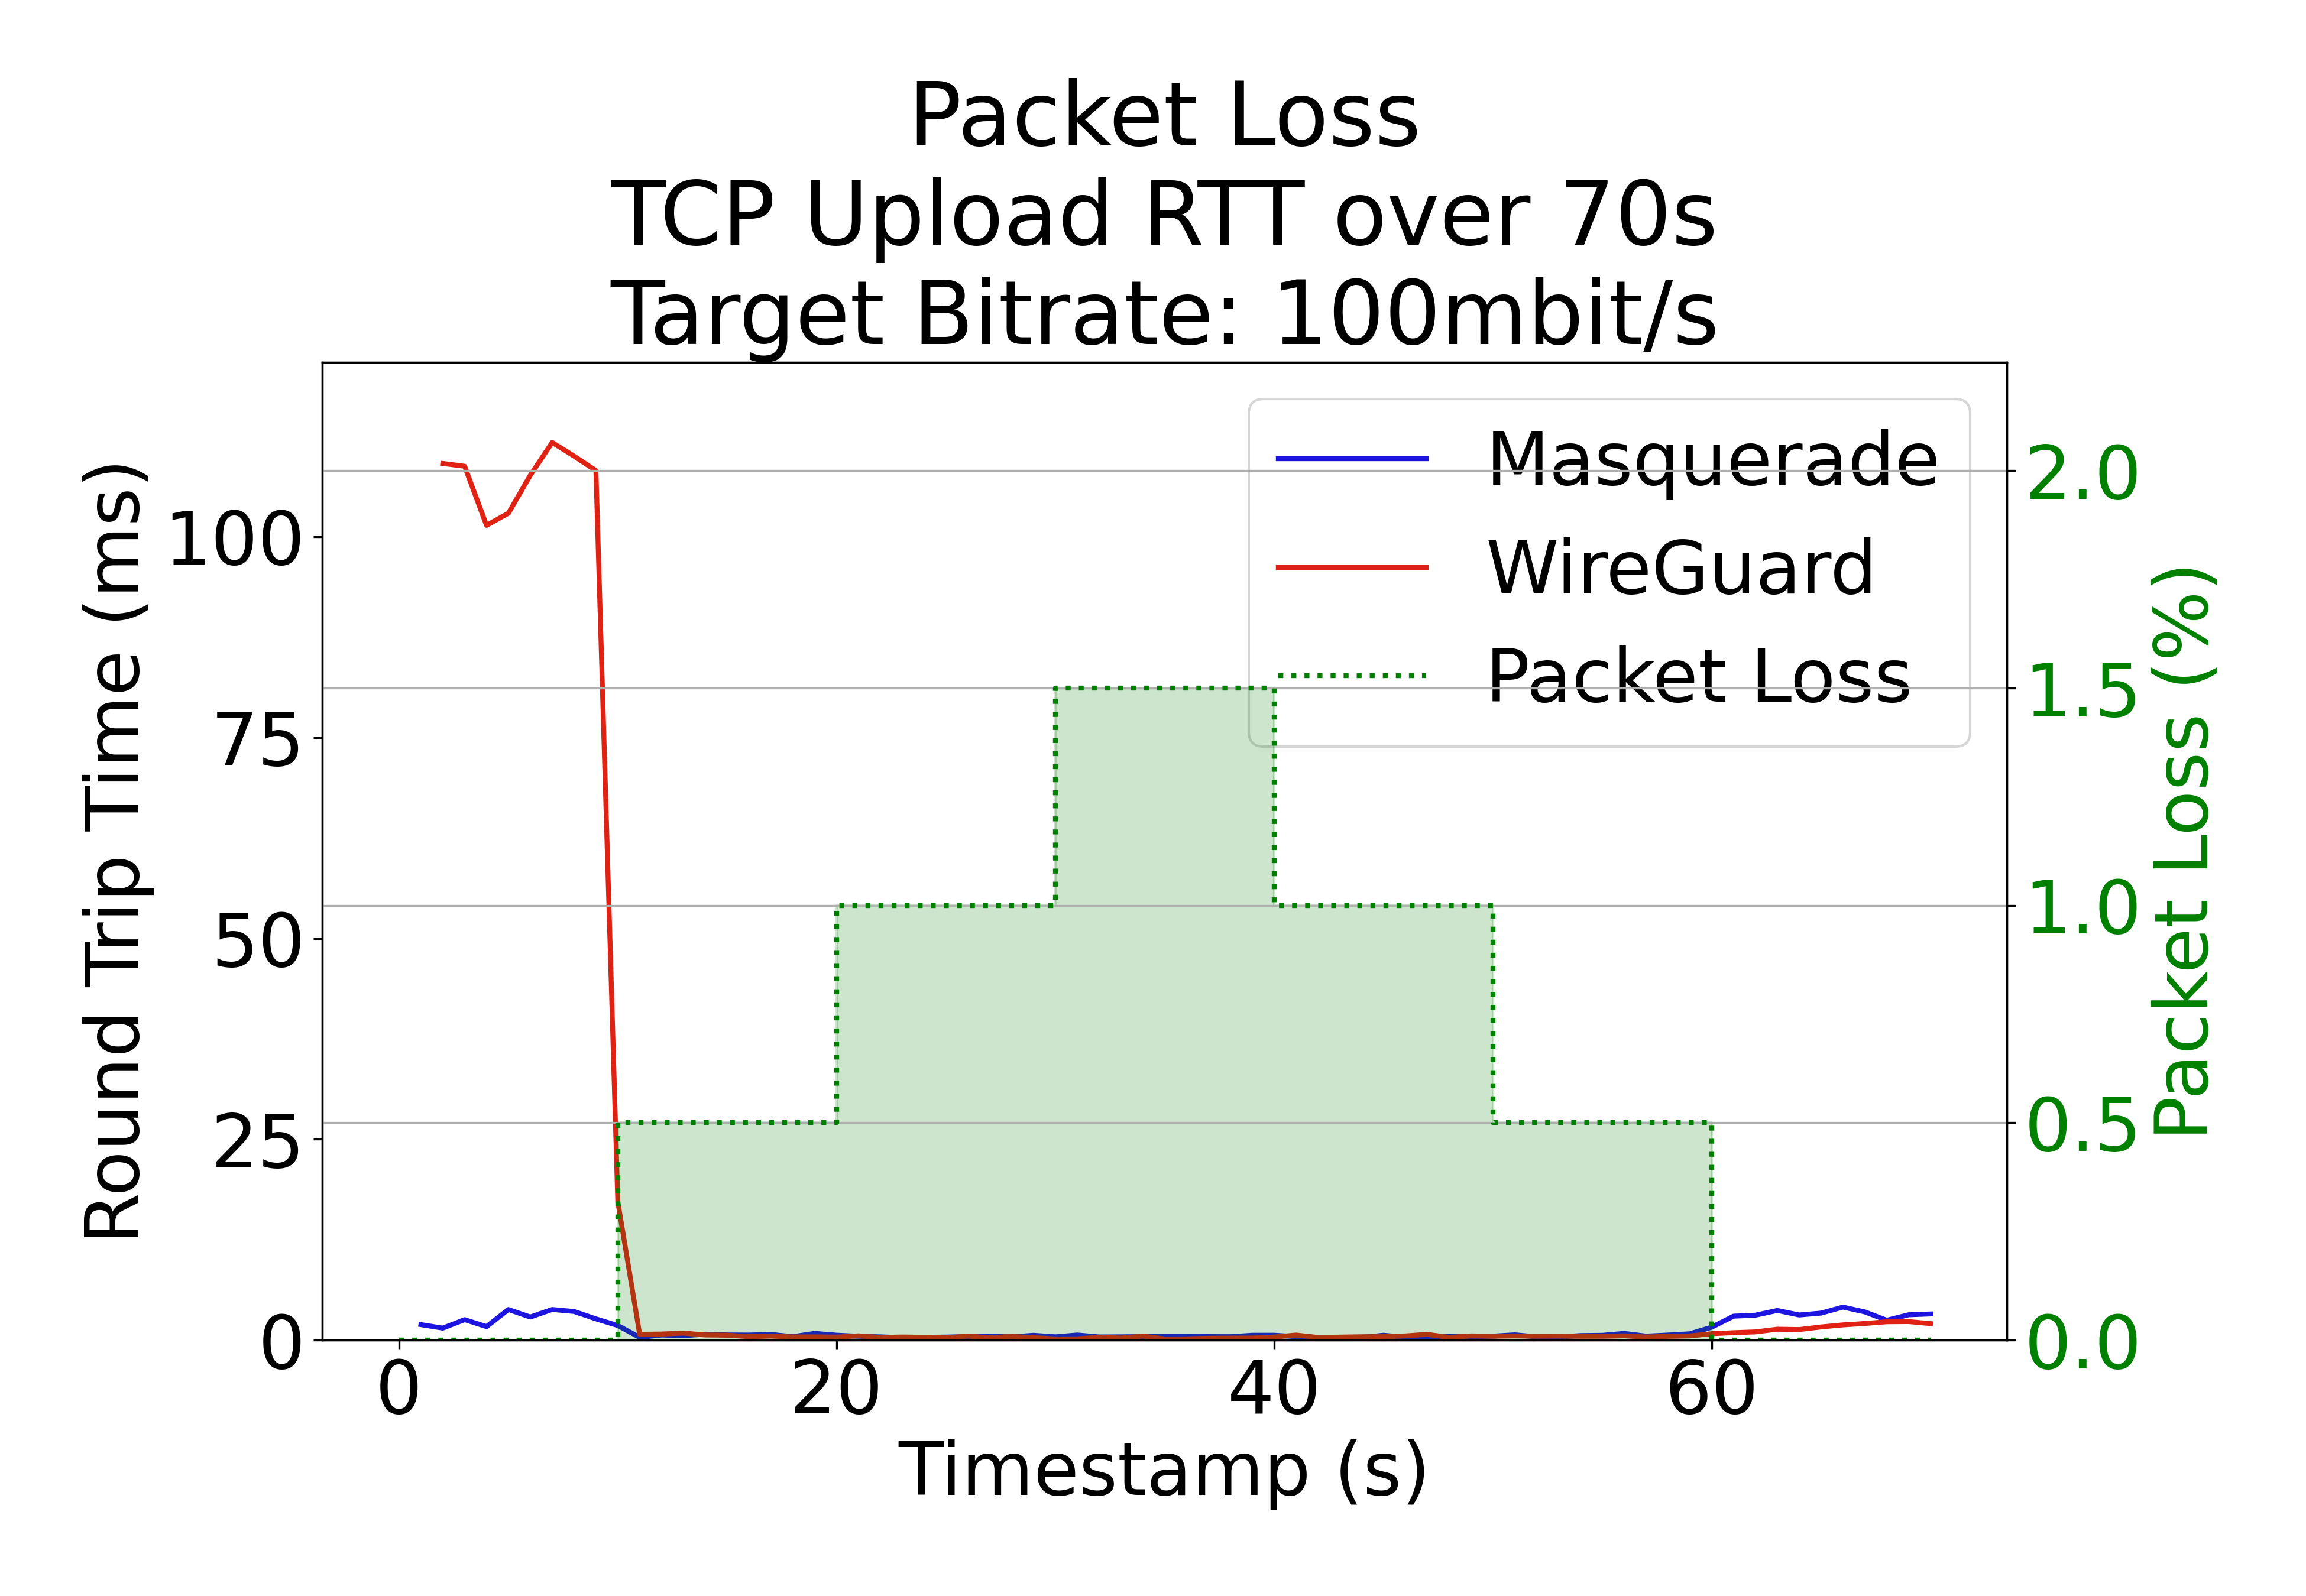 Packet Loss
TCP Upload RTT over 70s
Target Bitrate: 100mbit/s
Masquerade
WireGuard
Packet Loss
Round Trip Time (ms)
100
75
50
25
0
2.0
1.5
1.0
0.5
0.0
Packet Loss (%)
0 20 40 60
Timestamp (s)